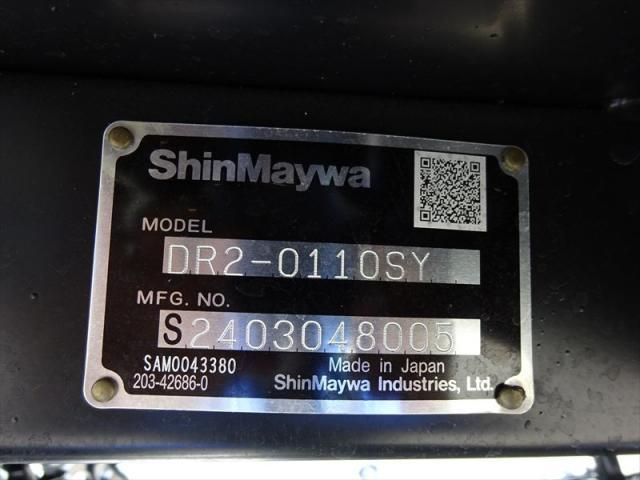 ShinMaywa
MODEL
DR2-0110SY
MFG. NO.
S2403048005
SAM0043380
203-42686-0
Made in Japan
ShinMaywa Industries, Ltd.